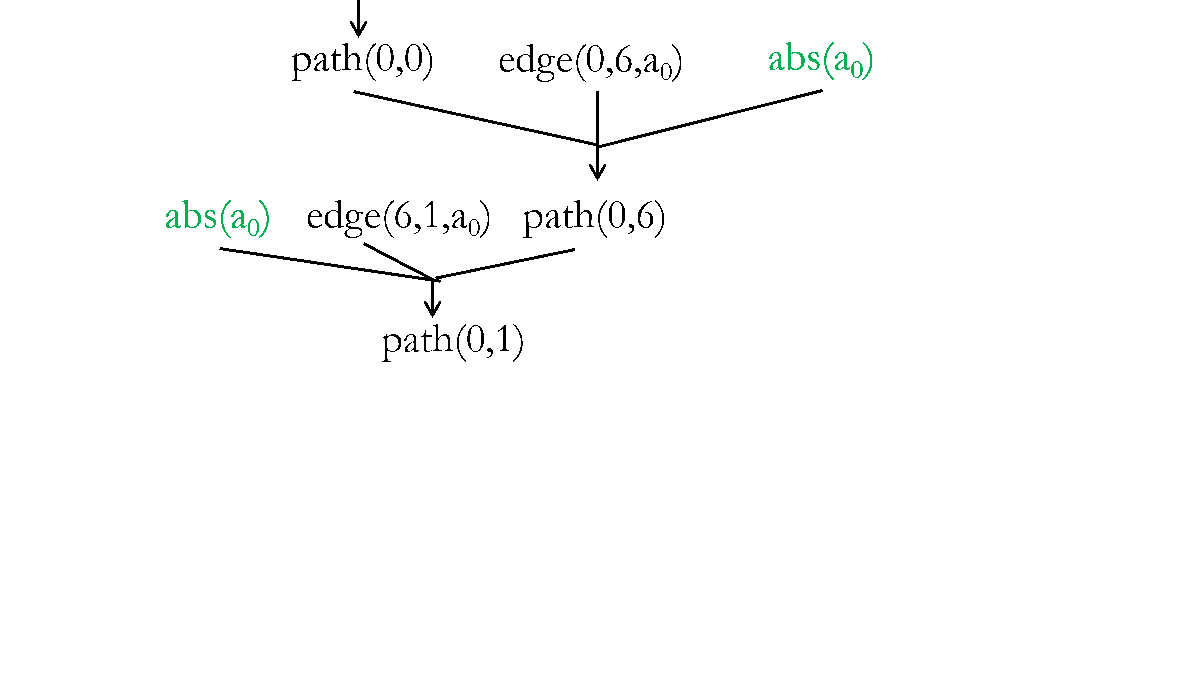 path(0,0) edge(0,6,a₀) abs(a₀)
abs(a₀) edge(6,1,a₀) path(0,6)
path(0,1)